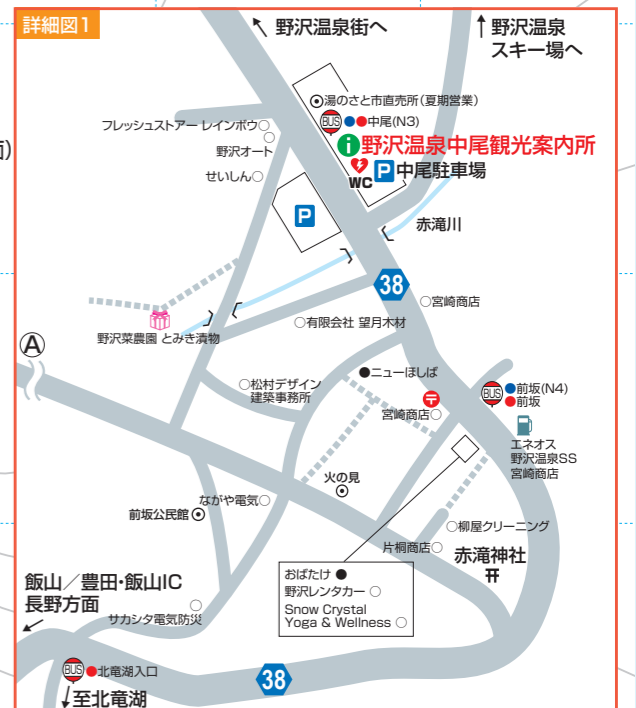 詳細図1
野沢温泉街へ
野沢温泉
スキー場へ
湯のさと市直売所(夏期営業)
BUS
中尾(N3)
フレッシュストアー レインボウ
野沢オート
i
野沢温泉中尾観光案内所
WC
P
中尾駐車場
せいしん
P
赤滝川
面)
38
宮崎商店
有限会社 望月木材
野沢菜農園 とみき漬物
A
ニューほしば
松村デザイン
建築事務所
宮崎商店
BUS
前坂(N4)
前坂
エネオス
野沢温泉SS
宮崎商店
火の見
ながや電気
前坂公民館
柳屋クリーニング
片桐商店
赤滝神社
おばたけ
野沢レンタカー
Snow Crystal
Yoga & Wellness
飯山/豊田・飯山IC
長野方面
サカシタ電気防災
BUS
北竜湖入口
至北竜湖
38